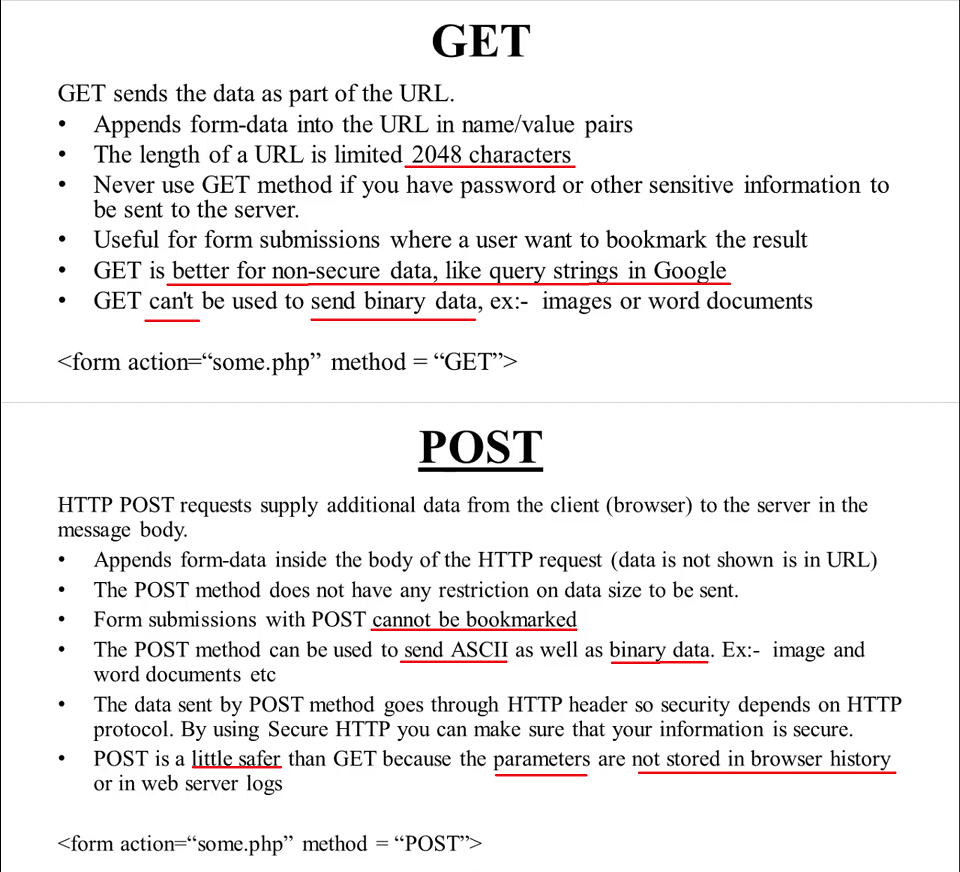 GET
GET sends the data as part of the URL.
• Appends form-data into the URL in name/value pairs
• The length of a URL is limited 2048 characters
• Never use GET method if you have password or other sensitive information to
be sent to the server.
• Useful for form submissions where a user want to bookmark the result
• GET is better for non-secure data, like query strings in Google
• GET can't be used to send binary data, ex:- images or word documents
<form action=“some.php” method = “GET”>
POST
HTTP POST requests supply additional data from the client (browser) to the server in the
message body.
• Appends form-data inside the body of the HTTP request (data is not shown is in URL)
• The POST method does not have any restriction on data size to be sent.
• Form submissions with POST cannot be bookmarked
• The POST method can be used to send ASCII as well as binary data. Ex:- image and
word documents etc
• The data sent by POST method goes through HTTP header so security depends on HTTP
protocol. By using Secure HTTP you can make sure that your information is secure.
• POST is a little safer than GET because the parameters are not stored in browser history
or in web server logs
<form action=“some.php” method = “POST”>